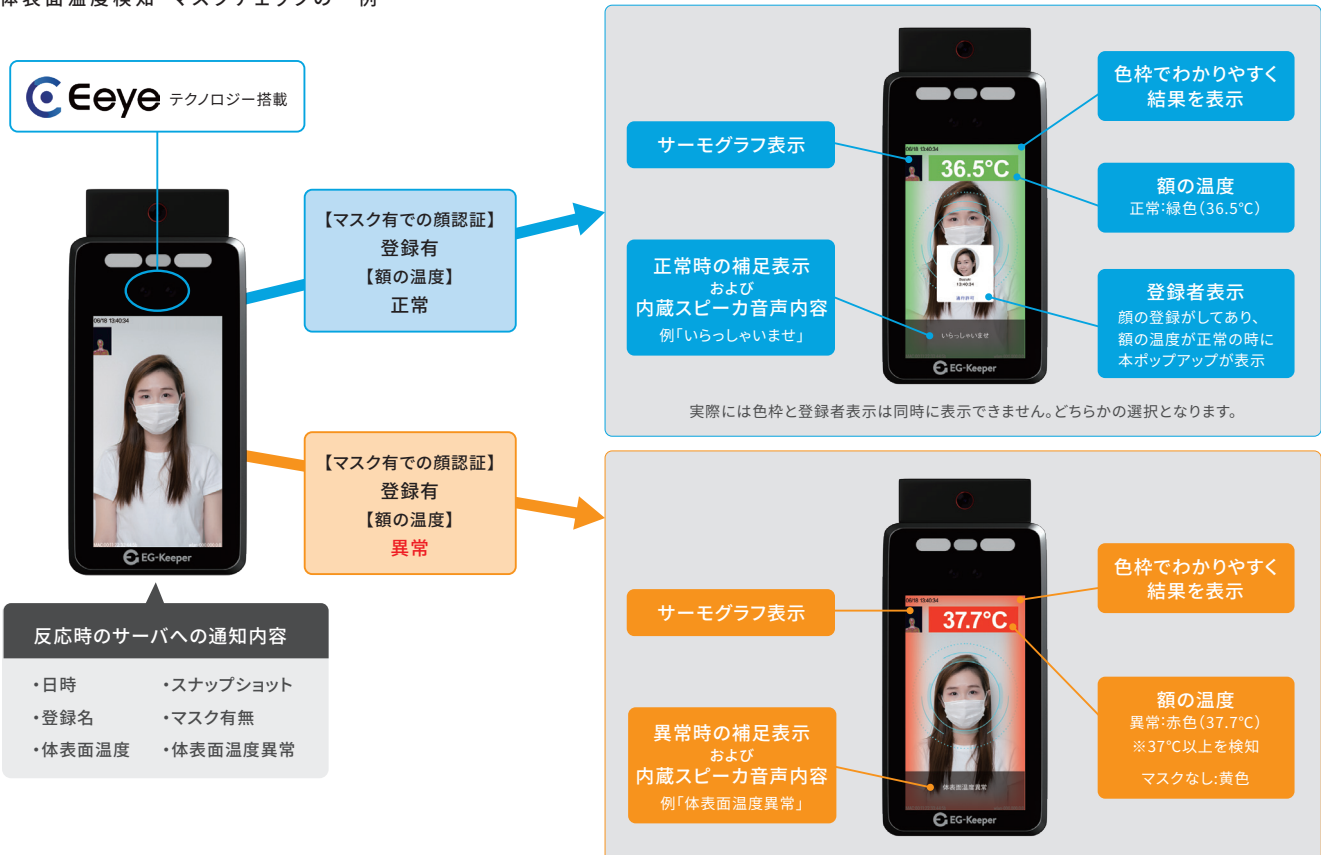 体表面温度検知 マスクチェックの一例
Eeye テクノロジー搭載
06/18 13:40:34
EG-Keeper
反応時のサーバへの通知内容
・日時
・スナップショット
・登録名
・マスク有無
・体表面温度
・体表面温度異常
【マスク有での顔認証】
登録有
【額の温度】
正常
【マスク有での顔認証】
登録有
【額の温度】
異常
サーモグラフ表示
正常時の補足表示
および
内蔵スピーカ音声内容
例「いらっしゃいませ」
06/18 13:40:34
36.5°C
13:40:34
通行許可
いらっしゃいませ
EG-Keeper
色枠でわかりやすく
結果を表示
額の温度
正常:緑色(36.5℃)
登録者表示
顔の登録がしてあり、
額の温度が正常の時に
本ポップアップが表示
実際には色枠と登録者表示は同時に表示できません。どちらかの選択となります。
サーモグラフ表示
異常時の補足表示
および
内蔵スピーカ音声内容
例「体表面温度異常」
06/18 13:40:34
37.7°C
体表面温度異常
EG-Keeper
色枠でわかりやすく
結果を表示
額の温度
異常:赤色(37.7℃)
※37℃以上を検知
マスクなし:黄色